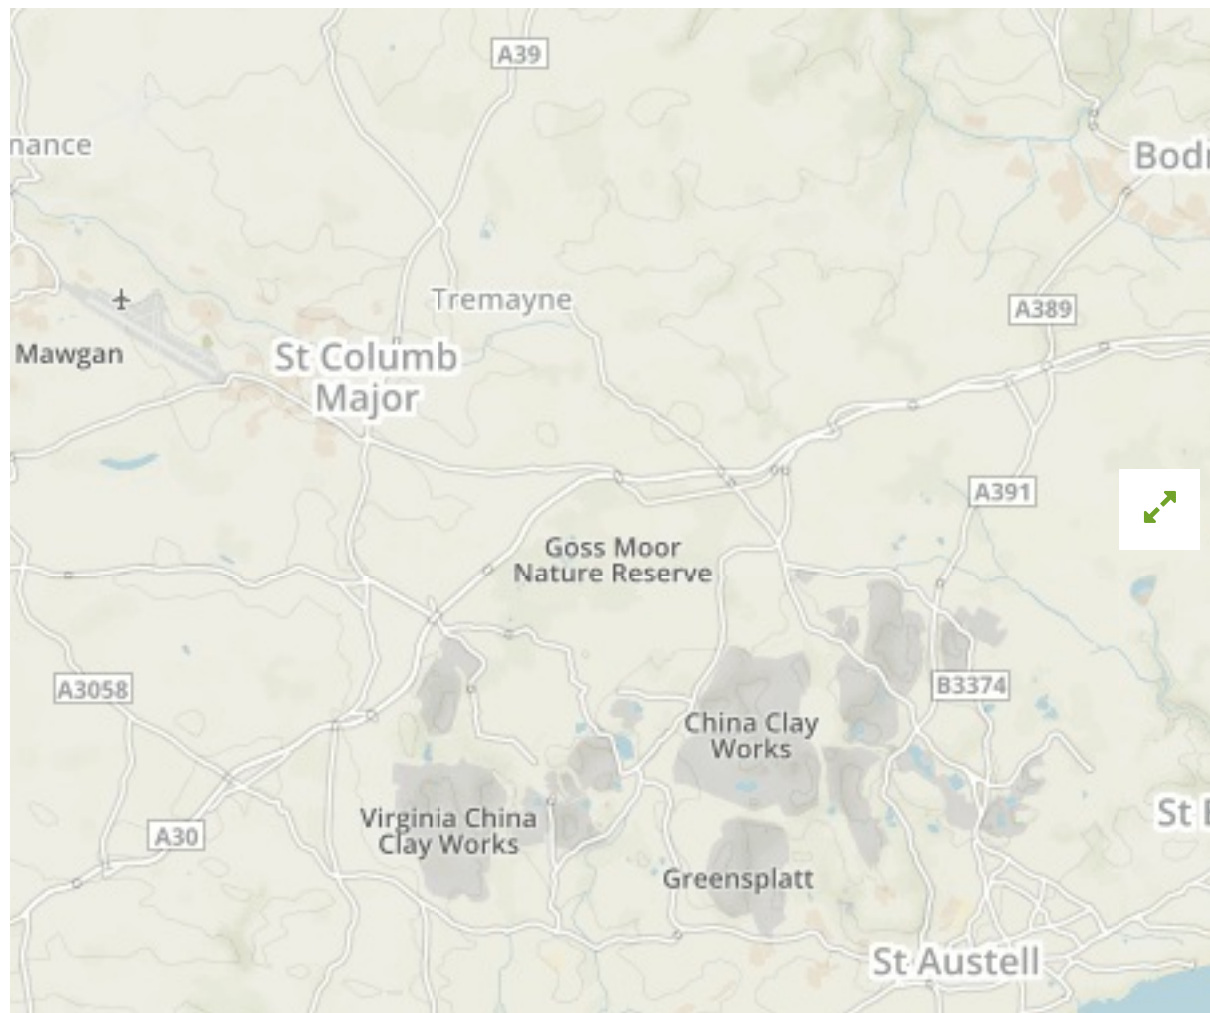 A39
nance
Bodr
Tremayne
A389
Mawgan
St Columb
Major
A391
Goss Moor
Nature Reserve
A3058
B3374
China Clay
Works
A30
Virginia China
Clay Works
St E
Greensplatt
St Austell